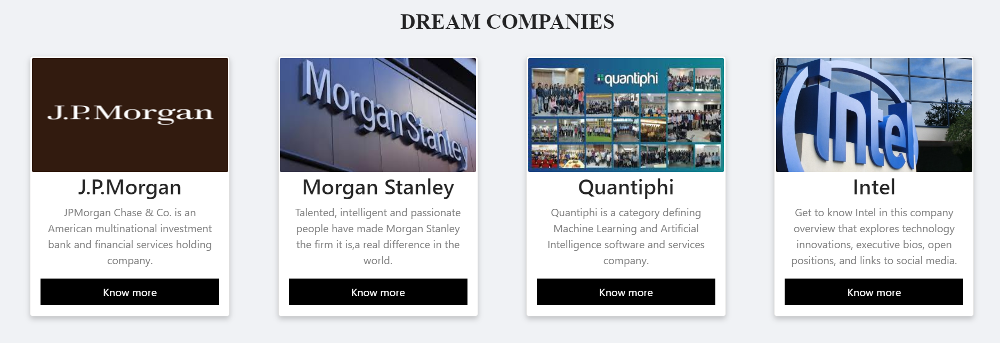 DREAM COMPANIES
J.P.Morgan
J.P.Morgan
JPMorgan Chase & Co. is an
American multinational investment
bank and financial services holding
company.
Know more
Morgan Stanley
Morgan Stanley
Talented, intelligent and passionate
people have made Morgan Stanley
the firm it is,a real difference in the
world.
Know more
quantiphi
Quantiphi
Quantiphi is a category defining
Machine Learning and Artificial
Intelligence software and services
company.
Know more
intel
Intel
Get to know Intel in this company
overview that explores technology
innovations, executive bios, open
positions, and links to social media.
Know more